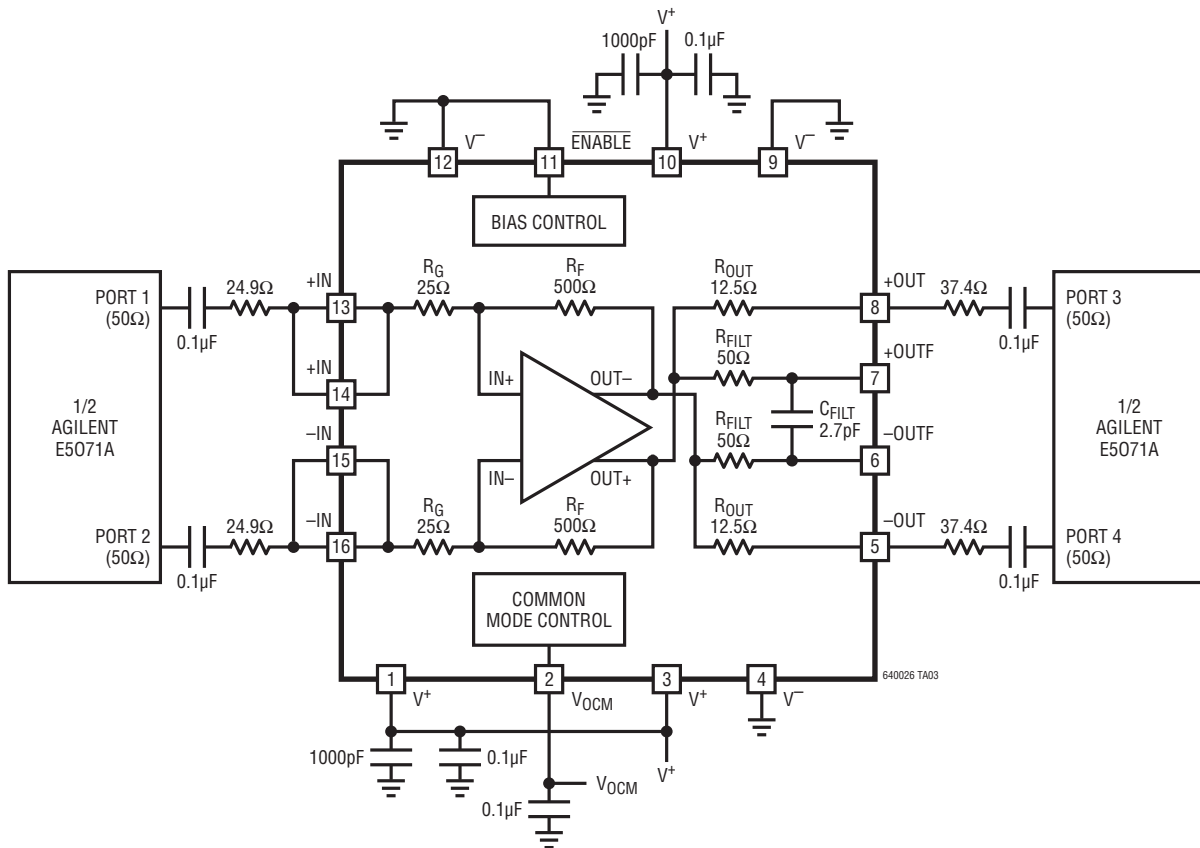 V+
1000pF
0.1µF
V−
ENABLE
V+
V−
12
11
10
9
BIAS CONTROL
PORT 1
(50Ω)
0.1µF
24.9Ω
+IN
13
RG
25Ω
RF
500Ω
ROUT
12.5Ω
+OUT
8
37.4Ω
0.1µF
PORT 3
(50Ω)
+IN
14
IN+
OUT−
RFILT
50Ω
+OUTF
7
1/2
AGILENT
E5O71A
CFILT
2.7pF
1/2
AGILENT
E5O71A
−IN
15
IN−
OUT+
RFILT
50Ω
−OUTF
6
PORT 2
(50Ω)
0.1µF
24.9Ω
−IN
16
RG
25Ω
RF
500Ω
ROUT
12.5Ω
−OUT
5
37.4Ω
0.1µF
PORT 4
(50Ω)
COMMON
MODE CONTROL
640026 TA03
1
2
3
4
V+
VOCM
V+
V−
1000pF
0.1µF
V+
VOCM
0.1µF